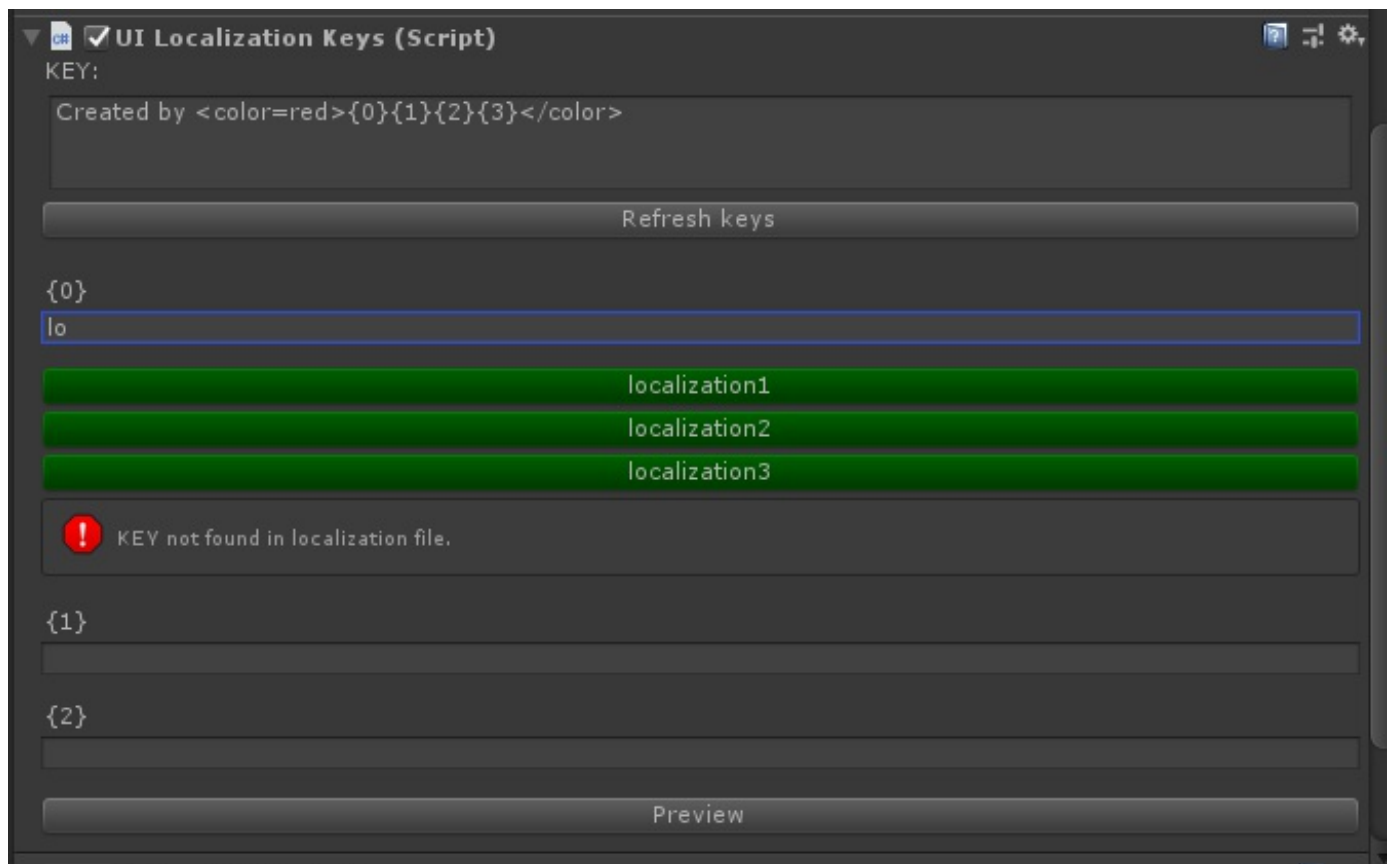 UI Localization Keys (Script)
KEY:
Created by <color=red>{0}{1}{2}{3}</color>
Refresh keys
{0}
lo
localization1
localization2
localization3
KEY not found in localization file.
{1}
{2}
Preview